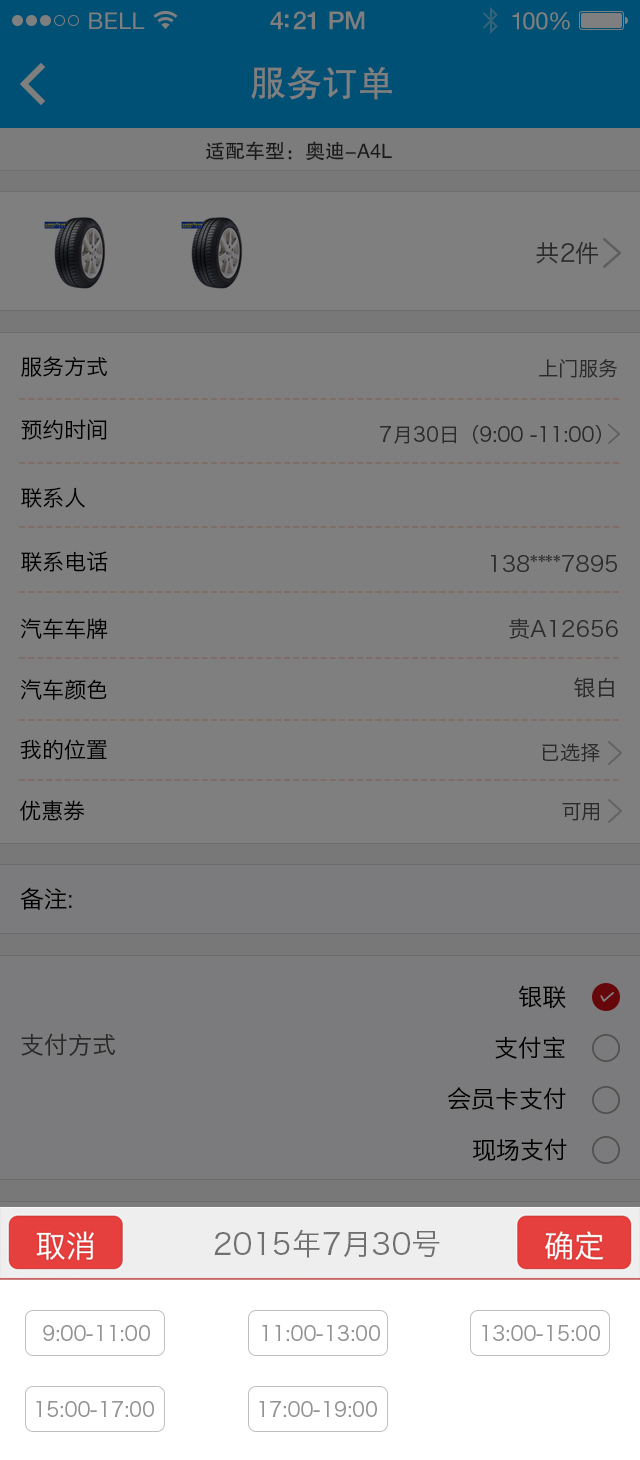 BELL 4:21 PM 100%
服务订单
适配车型：奥迪-A4L
共2件
服务方式 上门服务
预约时间 7月30日（9:00 -11:00）
联系人
联系电话 138****7895
汽车车牌 贵A12656
汽车颜色 银白
我的位置 已选择
优惠券 可用
备注:
银联
支付方式
支付宝
会员卡支付
现场支付
取消 2015年7月30号 确定
9:00-11:00 11:00-13:00 13:00-15:00
15:00-17:00 17:00-19:00